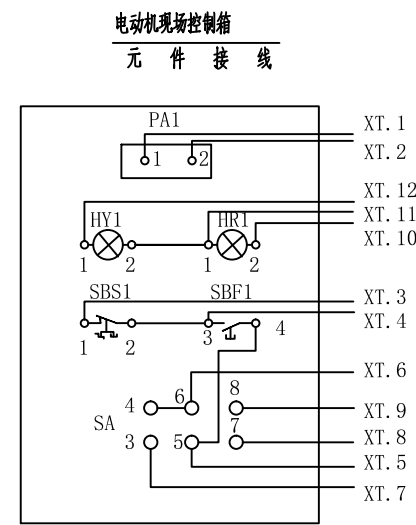 电动机现场控制箱
元 件 接 线
PA1
XT. 1
1 2
XT. 2
XT. 12
HY1 HR1
XT. 11
XT. 10
1 2 1 2
SBS1 SBF1
XT. 3
XT. 4
1 2 3 4
XT. 6
4 6 8
XT. 9
SA
7
3 5
XT. 8
XT. 5
XT. 7